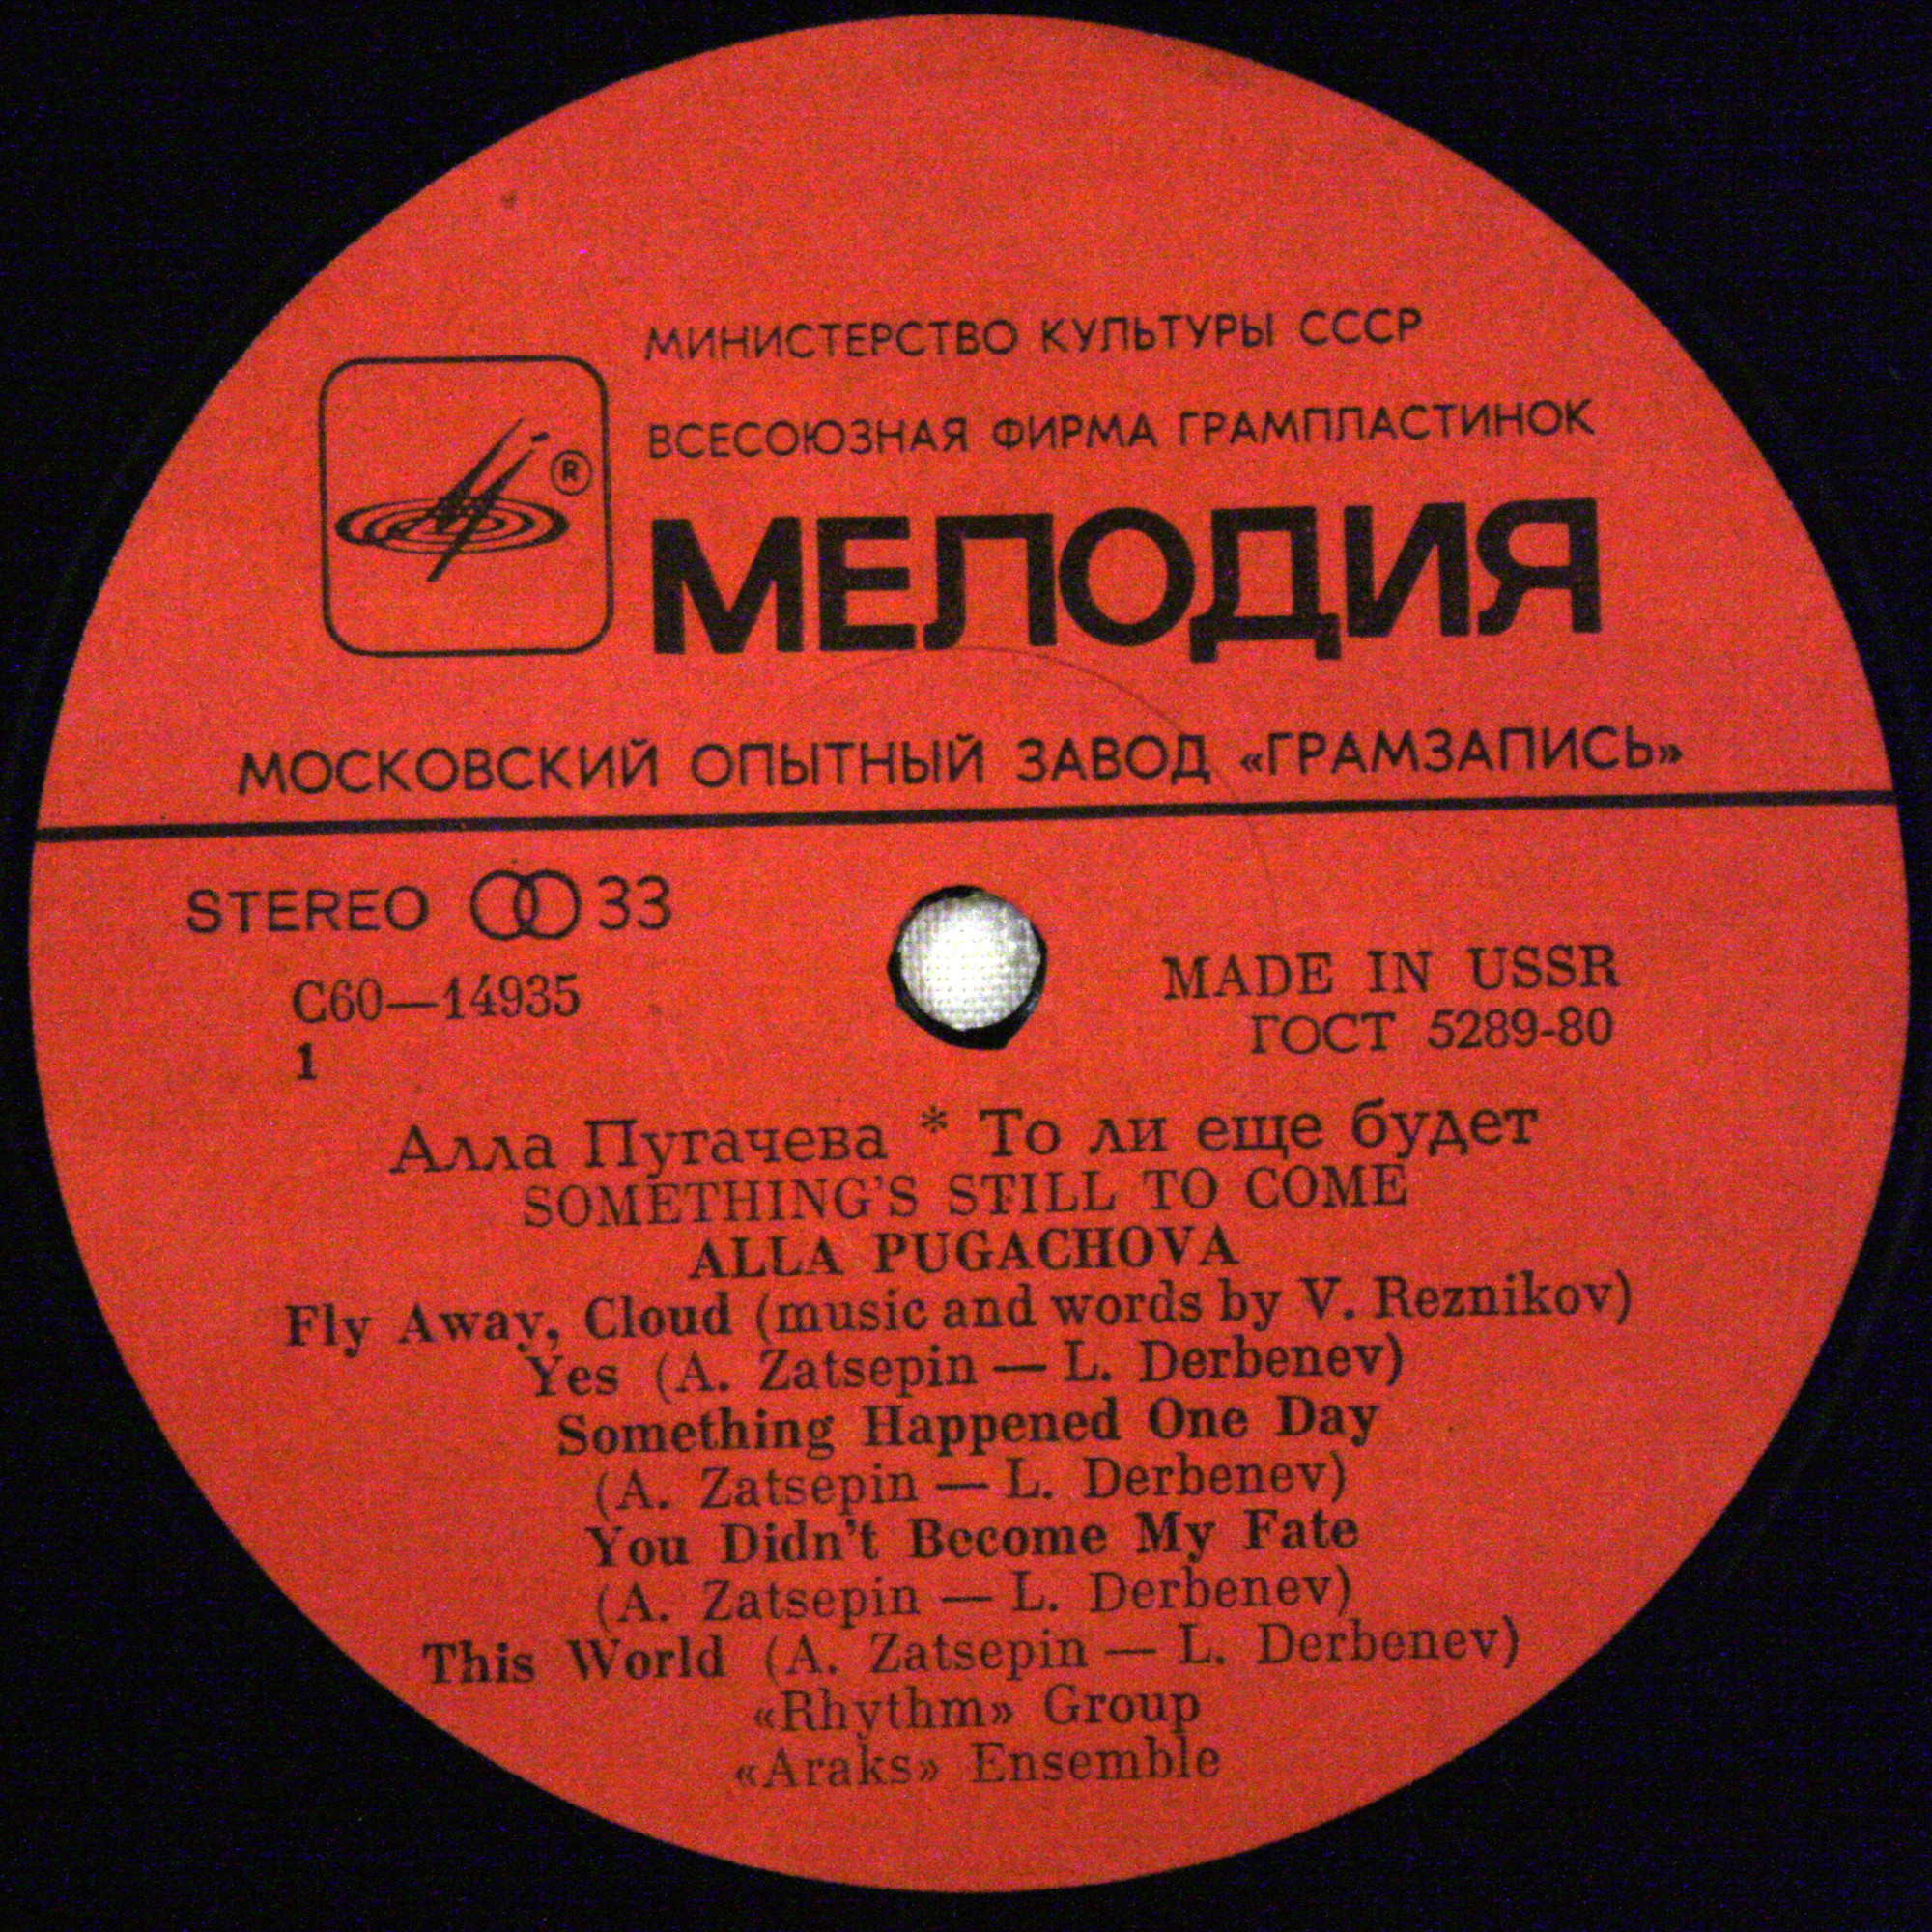 МИНИСТЕРСТВО КУЛЬТУРЫ СССР
ВСЕСОЮЗНАЯ ФИРМА ГРАМПЛАСТИНОК
®
МЕЛОДИЯ
МОСКОВСКИЙ ОПЫТНЫЙ ЗАВОД «ГРАМЗАПИСЬ»
STEREO 33
С60—14935
1
MADE IN USSR
ГОСТ 5289-80
Алла Пугачева * То ли еще будет
SOMETHING'S STILL TO COME
ALLA PUGACHOVA
Fly Away, Cloud (music and words by V. Reznikov)
Yes (A. Zatsepin — L. Derbenev)
Something Happened One Day
(A. Zatsepin — L. Derbenev)
You Didn't Become My Fate
(A. Zatsepin — L. Derbenev)
This World (A. Zatsepin — L. Derbenev)
«Rhythm» Group
«Araks» Ensemble